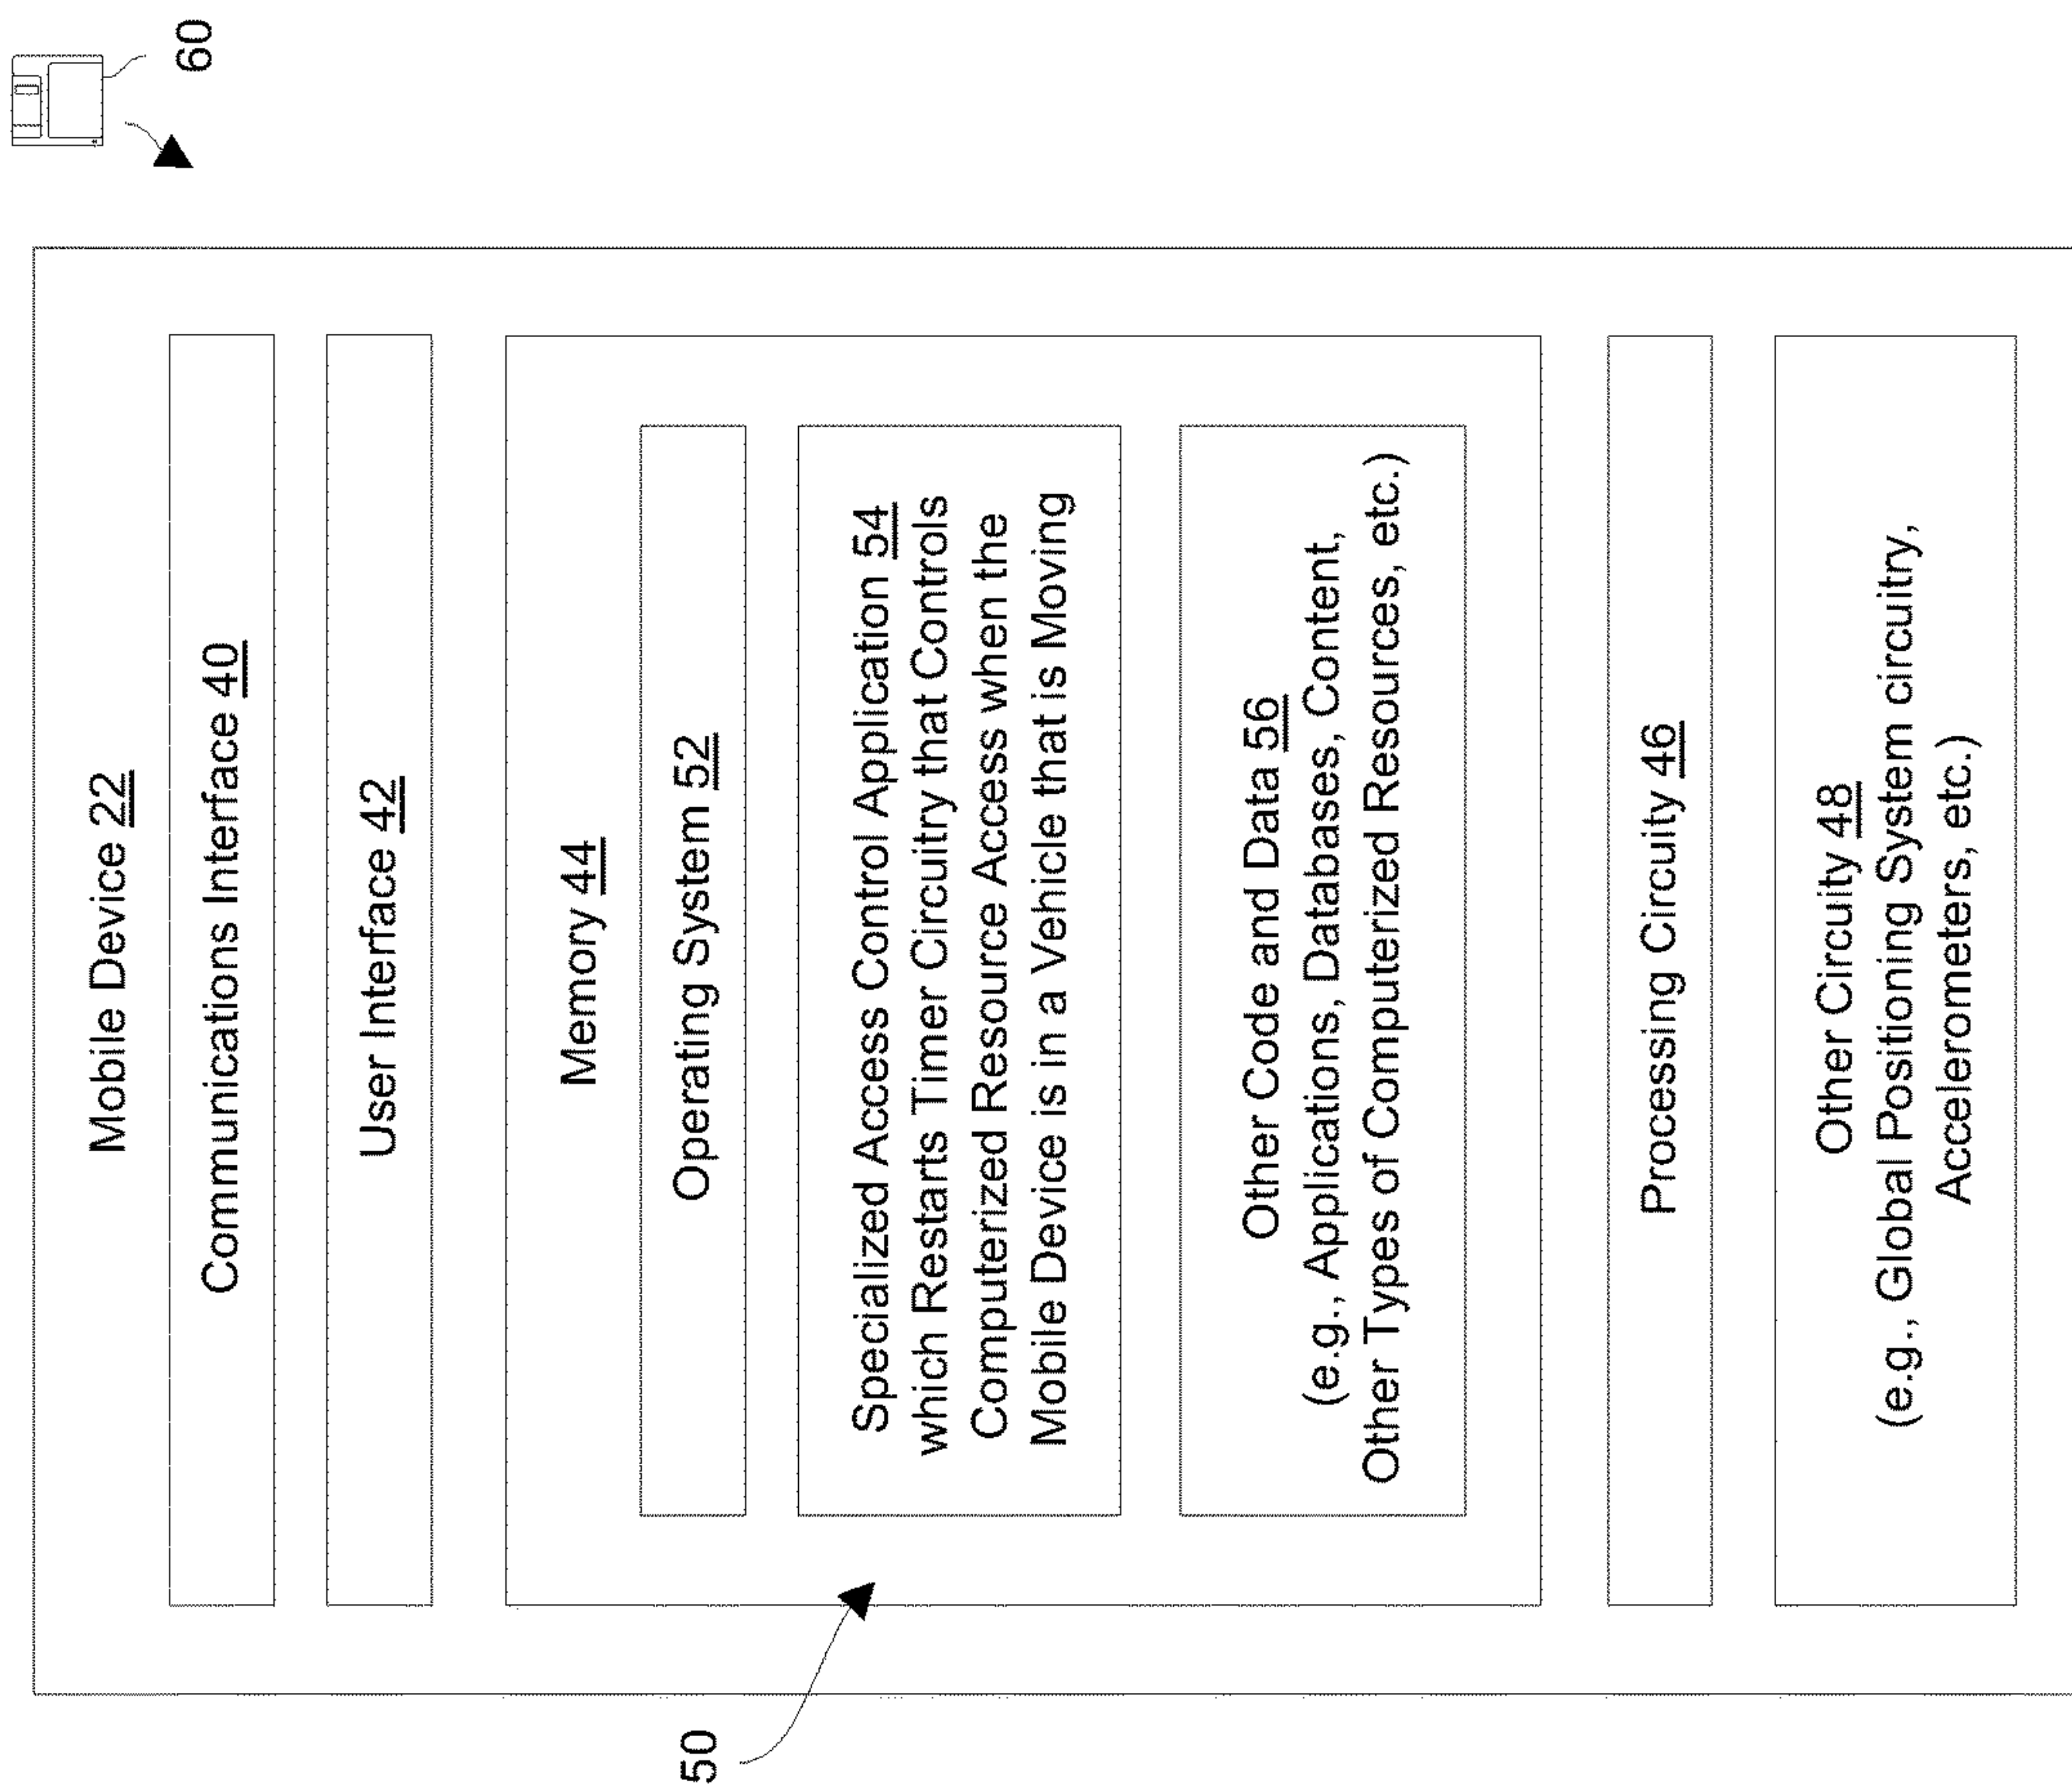 60
Mobile Device 22
Communications Interface 40
User Interface 42
Memory 44
Operating System 52
Specialized Access Control Application 54
which Restarts Timer Circuitry that Controls
Computerized Resource Access when the
Mobile Device is in a Vehicle that is Moving
Other Code and Data 56
(e.g., Applications, Databases, Content,
Other Types of Computerized Resources, etc.)
Processing Circuity 46
Other Circuity 48
(e.g., Global Positioning System circuitry,
Accelerometers, etc.)
50